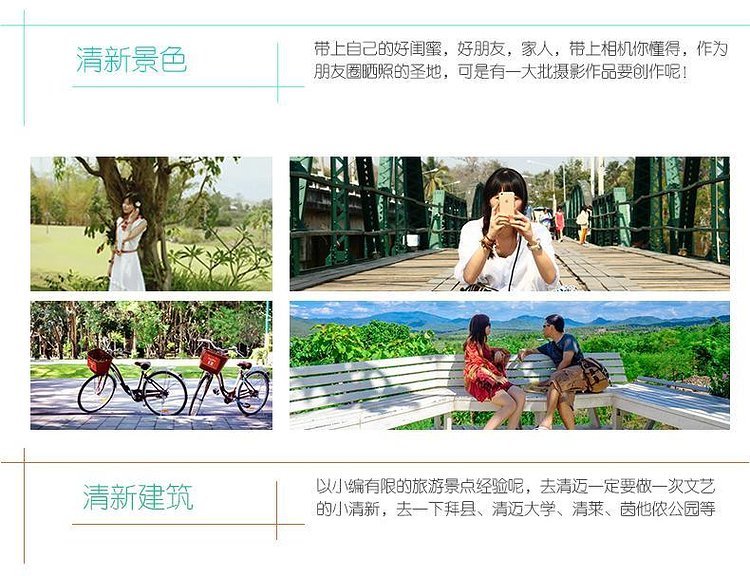 清新景色
带上自己的好闺蜜，好朋友，家人，带上相机你懂得，作为
朋友圈晒照的圣地，可是有一大批摄影作品要创作呢！
清新建筑
以小编有限的旅游景点经验呢，去清迈一定要做一次文艺
的小清新，去一下拜县、清迈大学、清莱、茵他侬公园等